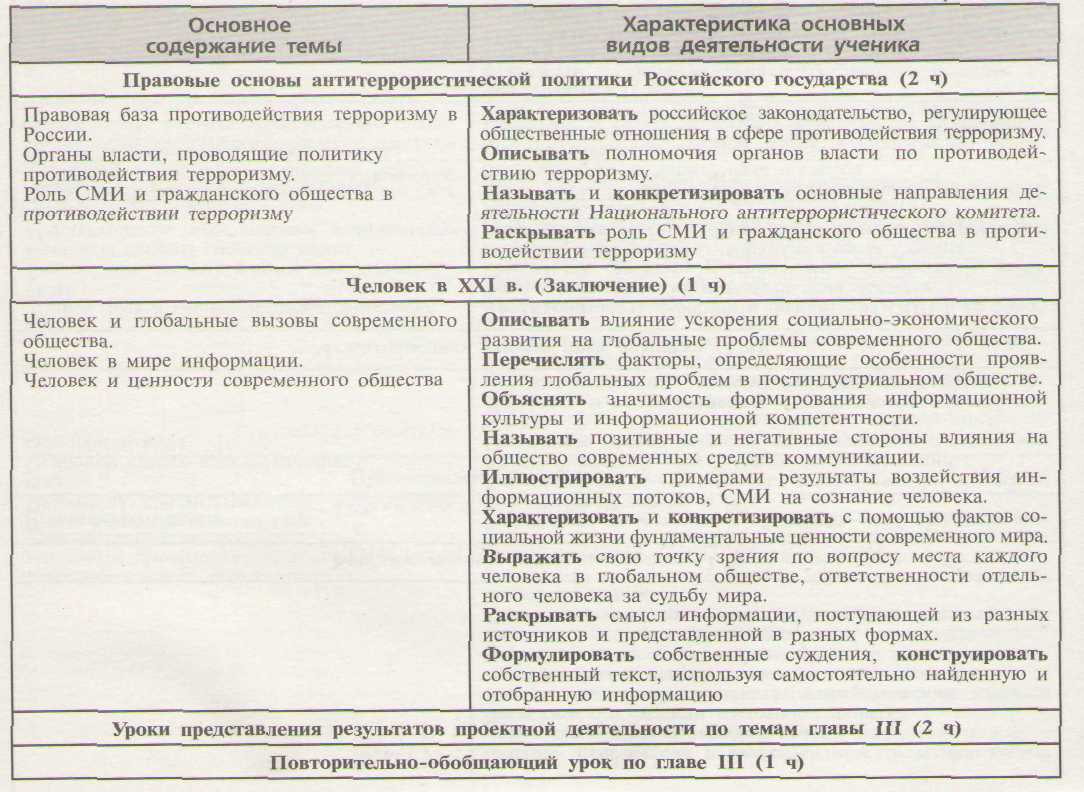 Основное
содержание темы
Характеристика основных
видов деятельности ученика
Правовые основы антитеррористической политики Российского государства (2 ч)
Правовая база противодействия терроризму в
России.
Органы власти, проводящие политику
противодействия терроризму.
Роль СМИ и гражданского общества в
противодействии терроризму
Характеризовать российское законодательство, регулирующее
общественные отношения в сфере противодействия терроризму.
Описывать полномочия органов власти по противодей-
ствию терроризму.
Называть и конкретизировать основные направления де-
ятельности Национального антитеррористического комитета.
Раскрывать роль СМИ и гражданского общества в проти-
водействии терроризму
Человек в XXI в. (Заключение) (1 ч)
Человек и глобальные вызовы современного
общества.
Человек в мире информации.
Человек и ценности современного общества
Описывать влияние ускорения социально-экономического
развития на глобальные проблемы современного общества.
Перечислять факторы, определяющие особенности прояв-
ления глобальных проблем в постиндустриальном обществе.
Объяснять значимость формирования информационной
культуры и информационной компетентности.
Называть позитивные и негативные стороны влияния на
общество современных средств коммуникации.
Иллюстрировать примерами результаты воздействия ин-
формационных потоков, СМИ на сознание человека.
Характеризовать и конкретизировать с помощью фактов со-
циальной жизни фундаментальные ценности современного мира.
Выражать свою точку зрения по вопросу места каждого
человека в глобальном обществе, ответственности отдель-
ного человека за судьбу мира.
Раскрывать смысл информации, поступающей из разных
источников и представленной в разных формах.
Формулировать собственные суждения, конструировать
собственный текст, используя самостоятельно найденную и
отобранную информацию
Уроки представления результатов проектной деятельности по темам главы III (2 ч)
Повторительно-обобщающий урок по главе III (1 ч)